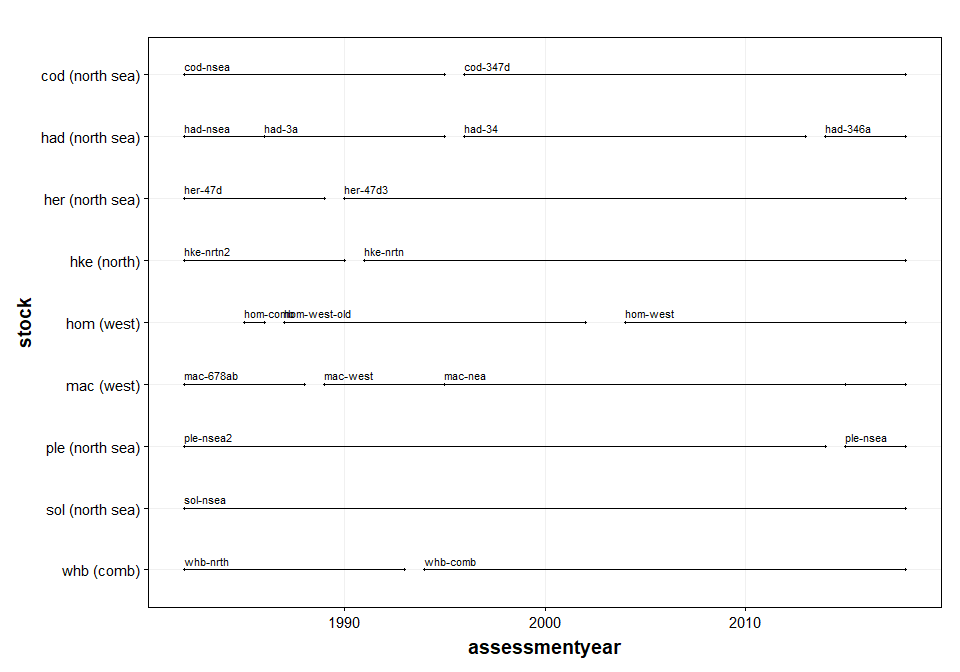 cod (north sea)
cod-nsea
cod-347d
had (north sea)
had-nsea
had-3a
had-34
had-346a
her (north sea)
her-47d
her-47d3
hke (north)
hke-nrtn2
hke-nrtn
hom (west)
hom-comb
hom-west-old
hom-west
mac (west)
mac-678ab
mac-west
mac-nea
ple (north sea)
ple-nsea2
ple-nsea
sol (north sea)
sol-nsea
whb (comb)
whb-nrth
whb-comb
stock
1990
2000
2010
assessmentyear